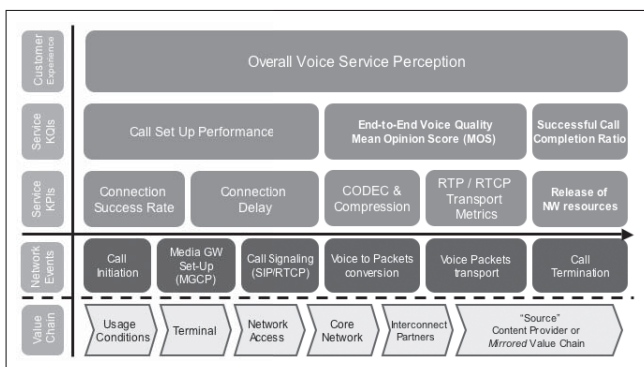 Customer
Experience
Overall Voice Service Perception
Service
KQIs
Call Set Up Performance
End-to-End Voice Quality
Mean Opinion Score (MOS)
Successful Call
Completion Ratio
Service
KPIs
Connection
Success Rate
Connection
Delay
CODEC &
Compression
RTP / RTCP
Transport
Metrics
Release of
NW resources
Network
Events
Call
Initiation
Media GW
Set-Up
(MGCP)
Call Signaling
(SIP/RTCP)
Voice to Packets
conversion
Voice Packets
transport
Call
Termination
Value
Chain
Usage
Conditions
Terminal
Network
Access
Core
Network
Interconnect
Partners
"Source"
Content Provider or
Mirrored Value Chain